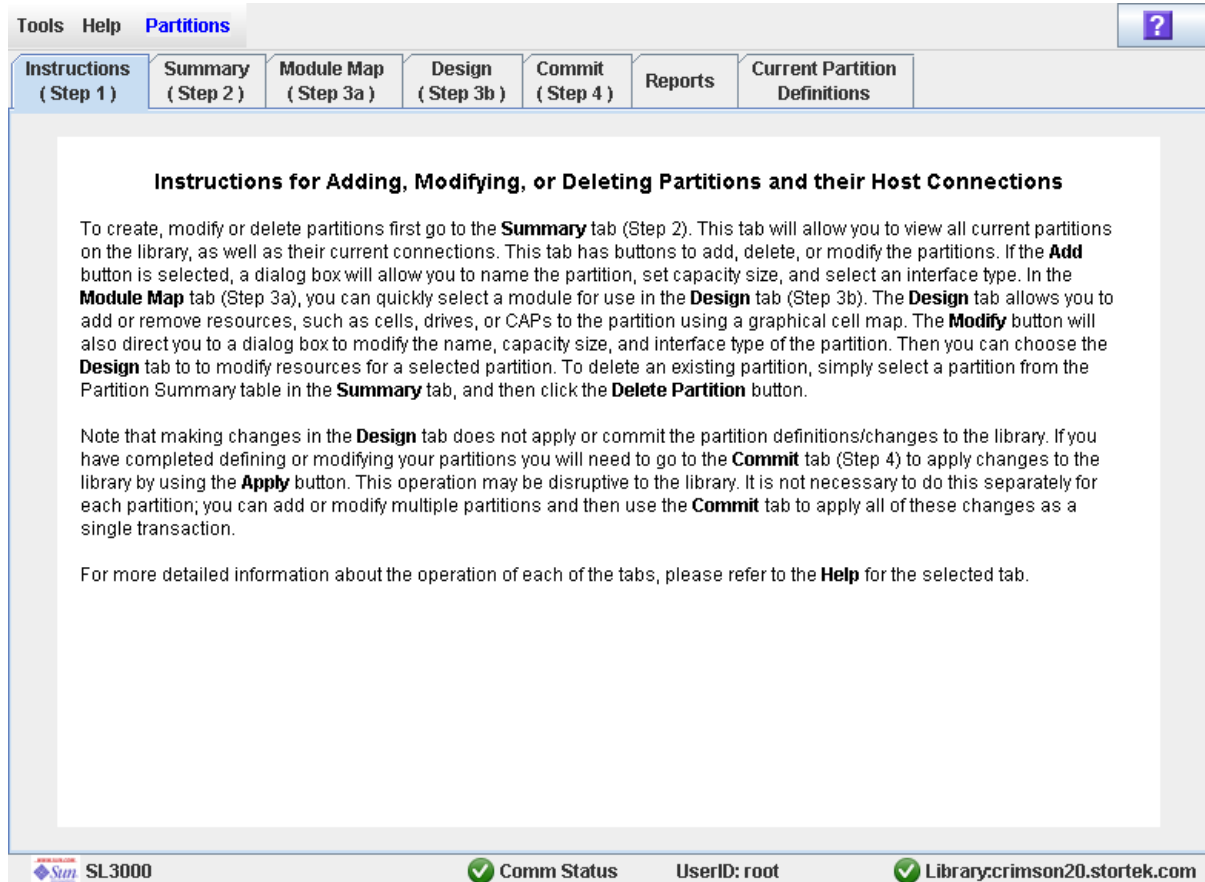 Tools Help Partitions
?
Instructions
( Step 1 )
Summary
( Step 2 )
Module Map
( Step 3a )
Design
( Step 3b )
Commit
( Step 4 )
Reports
Current Partition
Definitions
Instructions for Adding, Modifying, or Deleting Partitions and their Host Connections
To create, modify or delete partitions first go to the Summary tab (Step 2). This tab will allow you to view all current partitions
on the library, as well as their current connections. This tab has buttons to add, delete, or modify the partitions. If the Add
button is selected, a dialog box will allow you to name the partition, set capacity size, and select an interface type. In the
Module Map tab (Step 3a), you can quickly select a module for use in the Design tab (Step 3b). The Design tab allows you to
add or remove resources, such as cells, drives, or CAPs to the partition using a graphical cell map. The Modify button will
also direct you to a dialog box to modify the name, capacity size, and interface type of the partition. Then you can choose the
Design tab to to modify resources for a selected partition. To delete an existing partition, simply select a partition from the
Partition Summary table in the Summary tab, and then click the Delete Partition button.
Note that making changes in the Design tab does not apply or commit the partition definitions/changes to the library. If you
have completed defining or modifying your partitions you will need to go to the Commit tab (Step 4) to apply changes to the
library by using the Apply button. This operation may be disruptive to the library. It is not necessary to do this separately for
each partition; you can add or modify multiple partitions and then use the Commit tab to apply all of these changes as a
single transaction.
For more detailed information about the operation of each of the tabs, please refer to the Help for the selected tab.
Sun SL3000
Comm Status
UserID: root
Library:crimson20.stortek.com